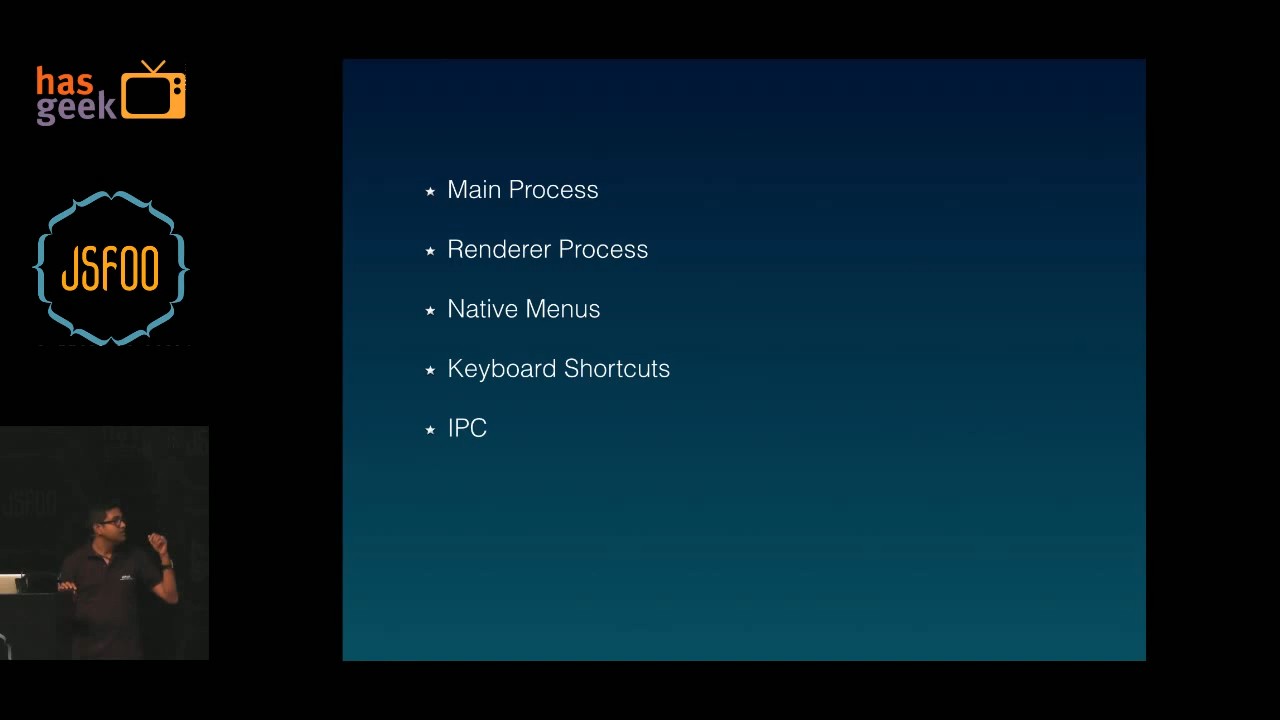 has
geek
JSFOO
Main Process
Renderer Process
Native Menus
Keyboard Shortcuts
IPC